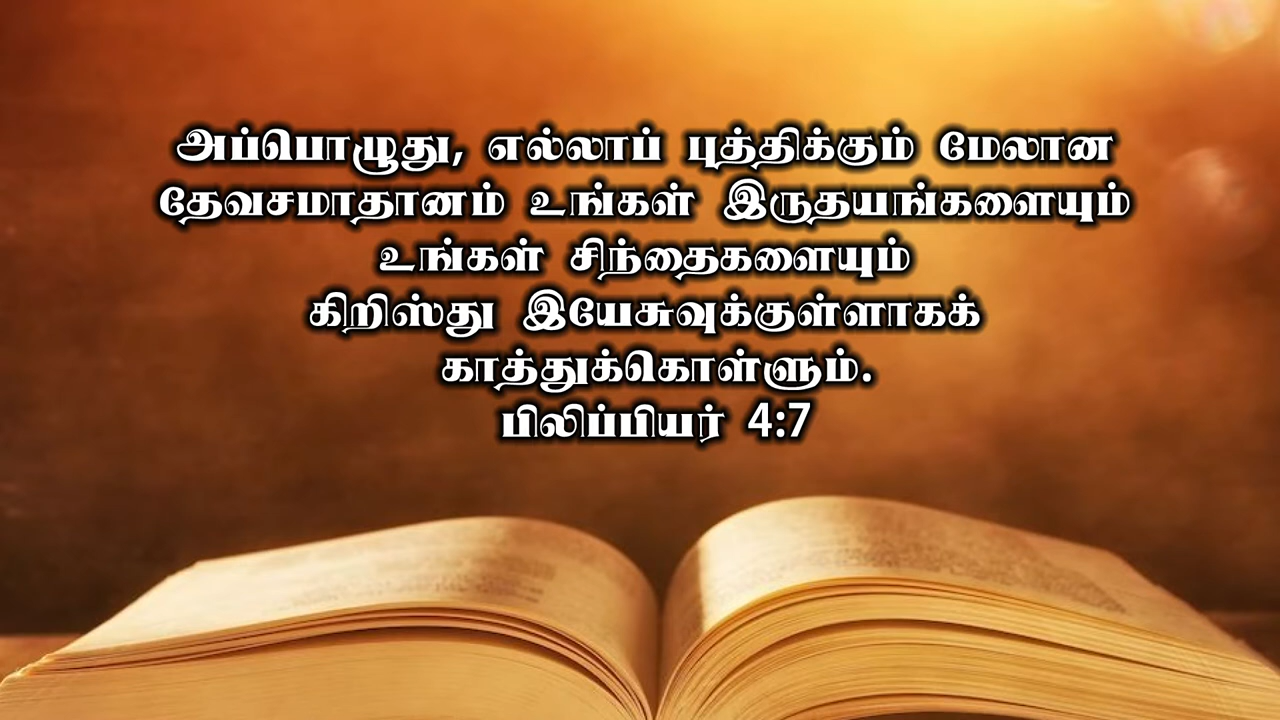 அப்பொழுது, எல்லாப் புத்திக்கும் மேலான
தேவசமாதானம் உங்கள் இருதயங்களையும்
உங்கள் சிந்தைகளையும்
கிறிஸ்து இயேசுவுக்குள்ளாகக்
காத்துக்கொள்ளும்.
பிலிப்பியர் 4:7